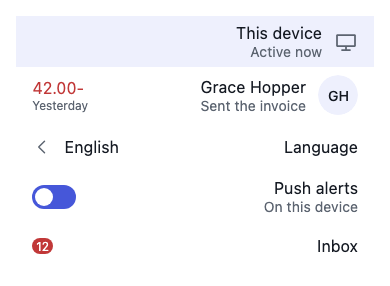 This device
Active now
GH
Grace Hopper
42.00-
Sent the invoice
Yesterday
Language
English
Push alerts
On this device
Inbox
12